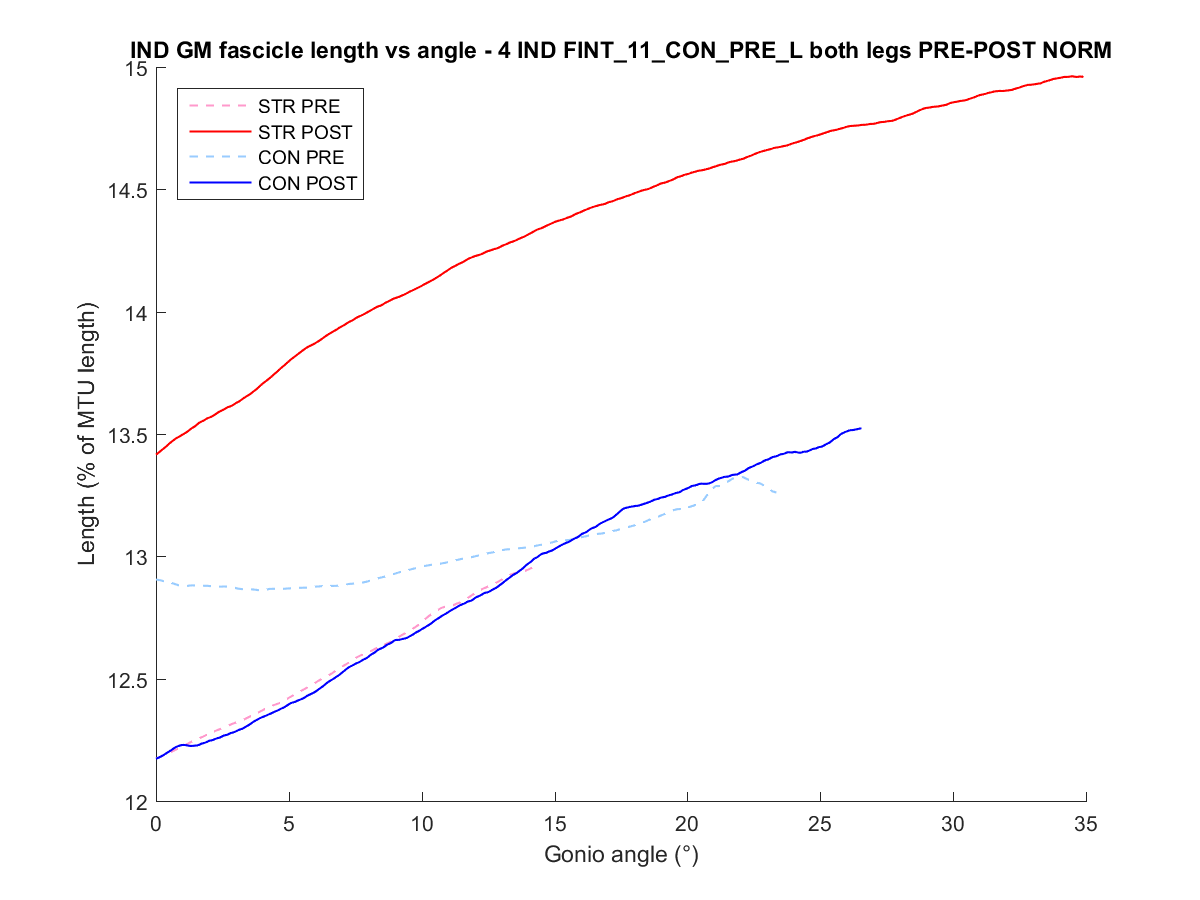 IND GM fascicle length vs angle - 4 IND FINT_11_CON_PRE_L both legs PRE-POST NORM
STR PRE
STR POST
CON PRE
CON POST
Length (% of MTU length)
15
14.5
14
13.5
13
12.5
12
0 5 10 15 20 25 30 35
Gonio angle (°)